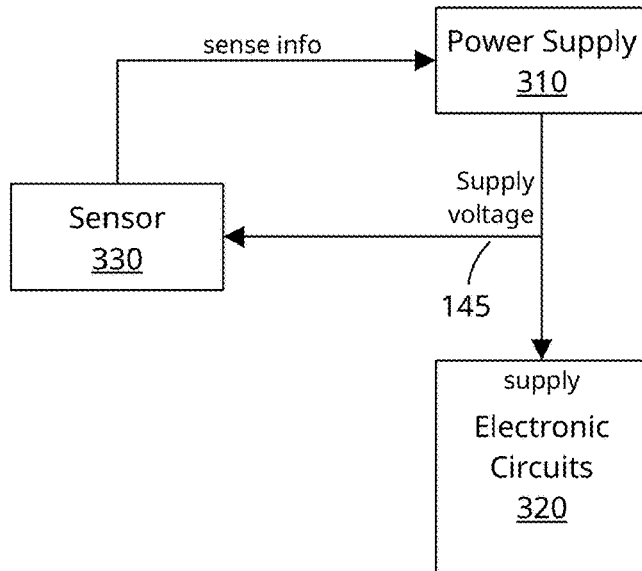 sense info
Power Supply
310
Supply
voltage
Sensor
330
145
supply
Electronic
Circuits
320